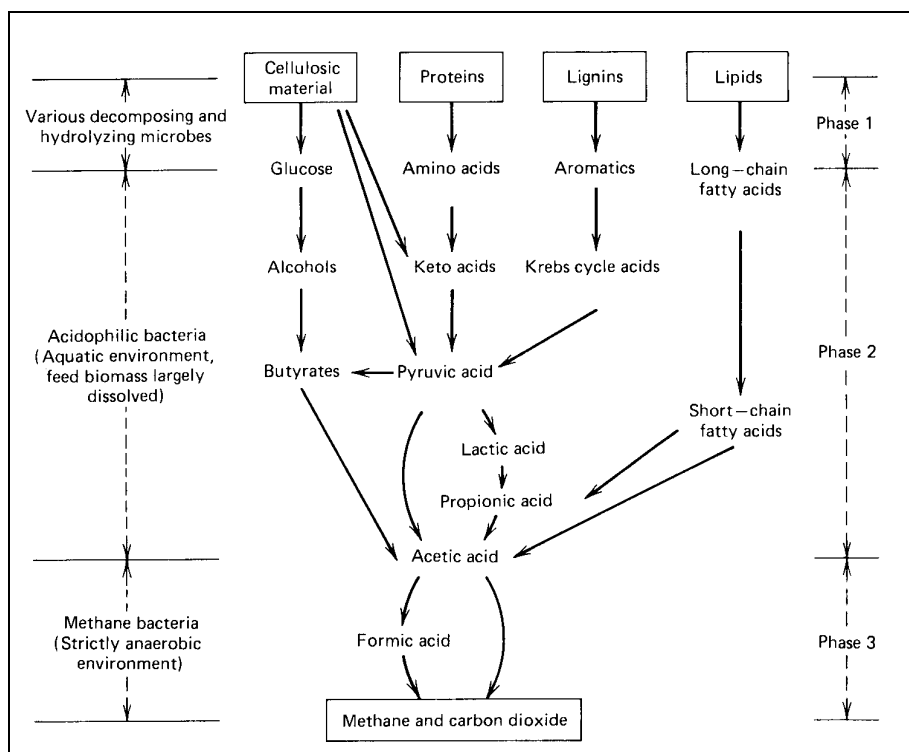 Cellulosic
material
Proteins
Lignins
Lipids
Various decomposing and
hydrolyzing microbes
Phase 1
Glucose
Amino acids
Aromatics
Long–chain
fatty acids
Alcohols
Keto acids
Krebs cycle acids
Acidophilic bacteria
(Aquatic environment,
feed biomass largely
dissolved)
Phase 2
Butyrates
Pyruvic acid
Short–chain
fatty acids
Lactic acid
Propionic acid
Acetic acid
Methane bacteria
(Strictly anaerobic
environment)
Formic acid
Phase 3
Methane and carbon dioxide